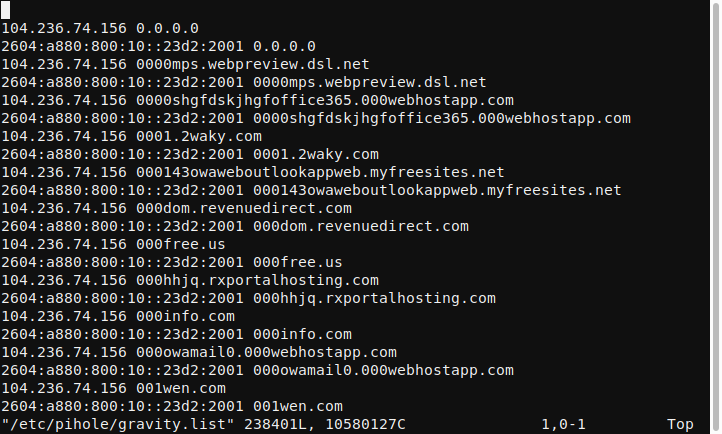 104.236.74.156 0.0.0.0
2604:a880:800:10::23d2:2001 0.0.0.0
104.236.74.156 0000mps.webpreview.dsl.net
2604:a880:800:10::23d2:2001 0000mps.webpreview.dsl.net
104.236.74.156 0000shgfdskjhgfoffice365.000webhostapp.com
2604:a880:800:10::23d2:2001 0000shgfdskjhgfoffice365.000webhostapp.com
104.236.74.156 0001.2waky.com
2604:a880:800:10::23d2:2001 0001.2waky.com
104.236.74.156 000143owaweboutlookappweb.myfreesites.net
2604:a880:800:10::23d2:2001 000143owaweboutlookappweb.myfreesites.net
104.236.74.156 000dom.revenuedirect.com
2604:a880:800:10::23d2:2001 000dom.revenuedirect.com
104.236.74.156 000free.us
2604:a880:800:10::23d2:2001 000free.us
104.236.74.156 000hhjq.rxportalhosting.com
2604:a880:800:10::23d2:2001 000hhjq.rxportalhosting.com
104.236.74.156 000info.com
2604:a880:800:10::23d2:2001 000info.com
104.236.74.156 000owamail0.000webhostapp.com
2604:a880:800:10::23d2:2001 000owamail0.000webhostapp.com
104.236.74.156 001wen.com
2604:a880:800:10::23d2:2001 001wen.com
"/etc/pihole/gravity.list" 238401L, 10580127C 1,0-1 Top